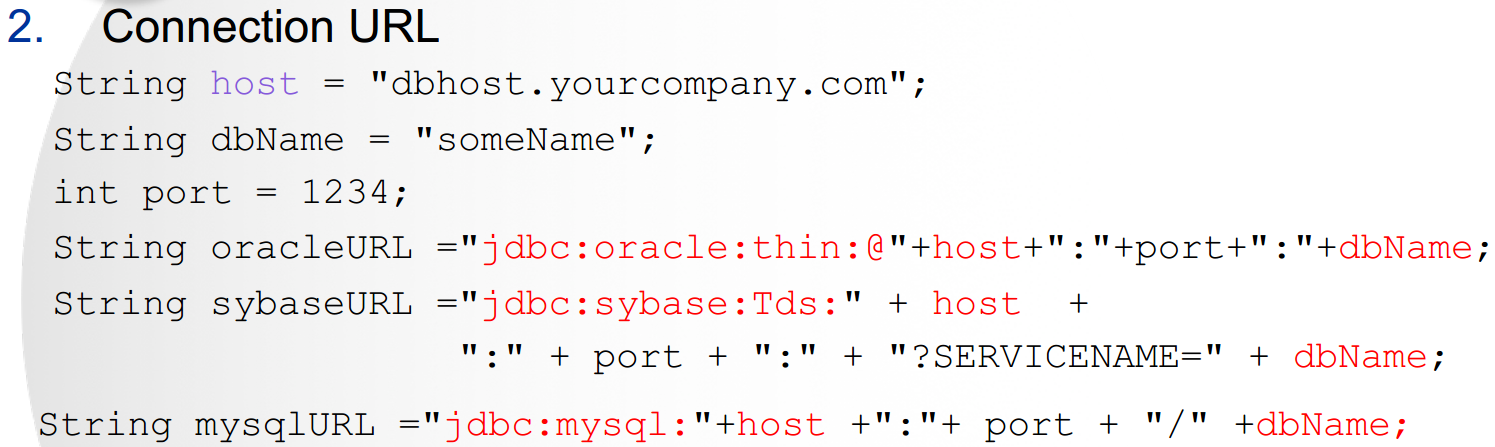 2. Connection URL
String host = "dbhost.yourcompany.com";
String dbName = "someName";
int port = 1234;
String oracleURL ="jdbc:oracle:thin:@"+host+":"+port+":"+dbName;
String sybaseURL ="jdbc:sybase:Tds:" + host +
":" + port + ":" + "?SERVICENAME=" + dbName;
String mysqlURL ="jdbc:mysql:"+host +":"+ port + "/" +dbName;